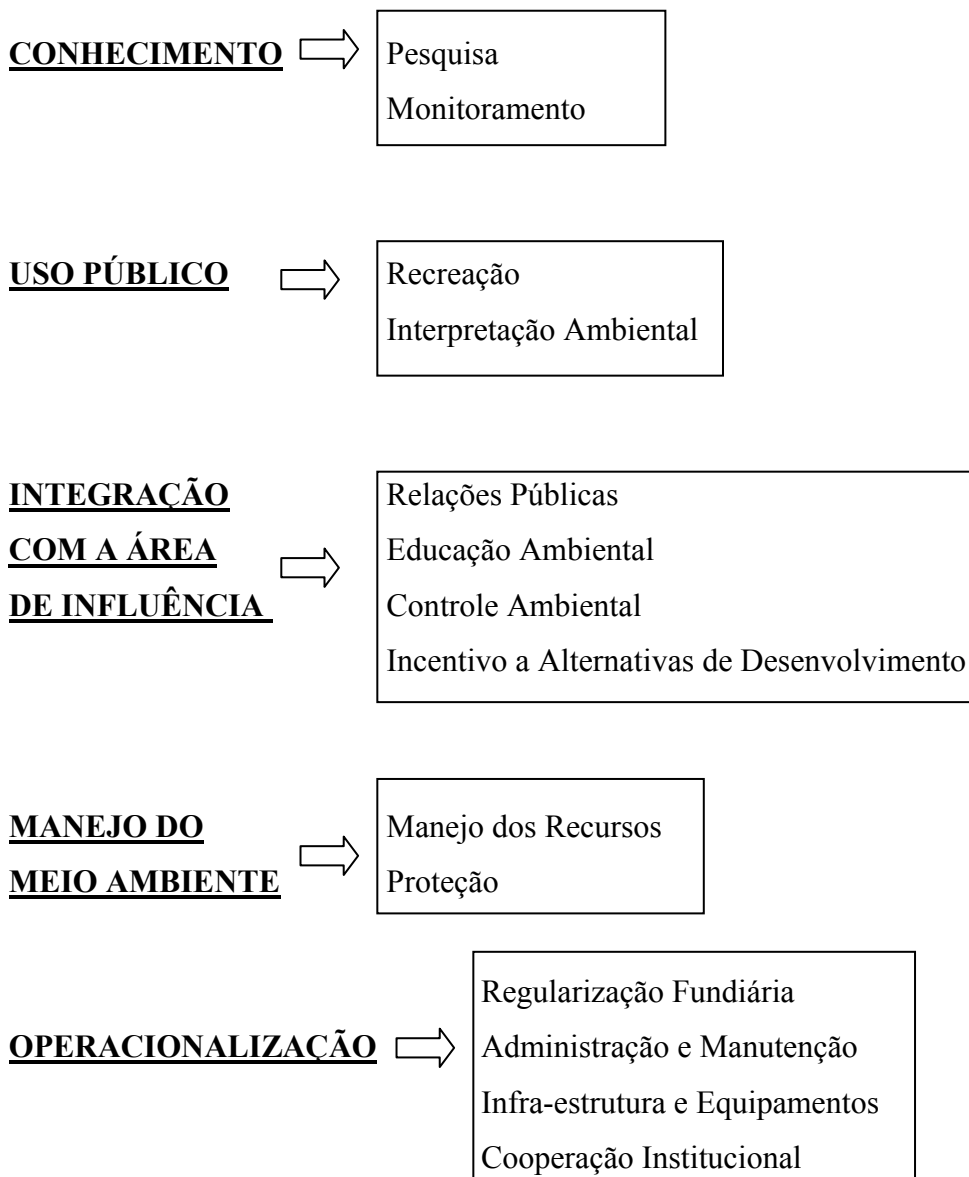 CONHECIMENTO
Pesquisa
Monitoramento
USO PÚBLICO
Recreação
Interpretação Ambiental
INTEGRAÇÃO
COM A ÁREA
DE INFLUÊNCIA
Relações Públicas
Educação Ambiental
Controle Ambiental
Incentivo a Alternativas de Desenvolvimento
MANEJO DO
MEIO AMBIENTE
Manejo dos Recursos
Proteção
OPERACIONALIZAÇÃO
Regularização Fundiária
Administração e Manutenção
Infra-estrutura e Equipamentos
Cooperação Institucional